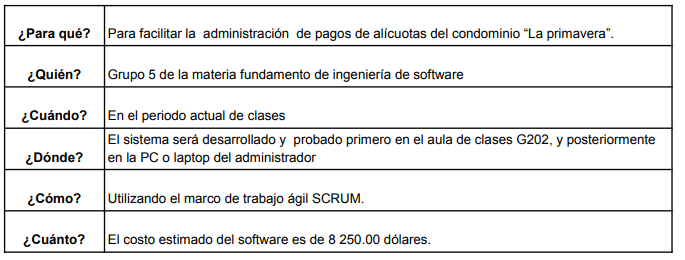 ¿Para qué? Para facilitar la administración de pagos de alícuotas del condominio “La primavera”.
¿Quién? Grupo 5 de la materia fundamento de ingeniería de software
¿Cuándo? En el periodo actual de clases
¿Dónde? El sistema será desarrollado y probado primero en el aula de clases G202, y posteriormente
en la PC o laptop del administrador
¿Cómo? Utilizando el marco de trabajo ágil SCRUM.
¿Cuánto? El costo estimado del software es de 8 250.00 dólares.